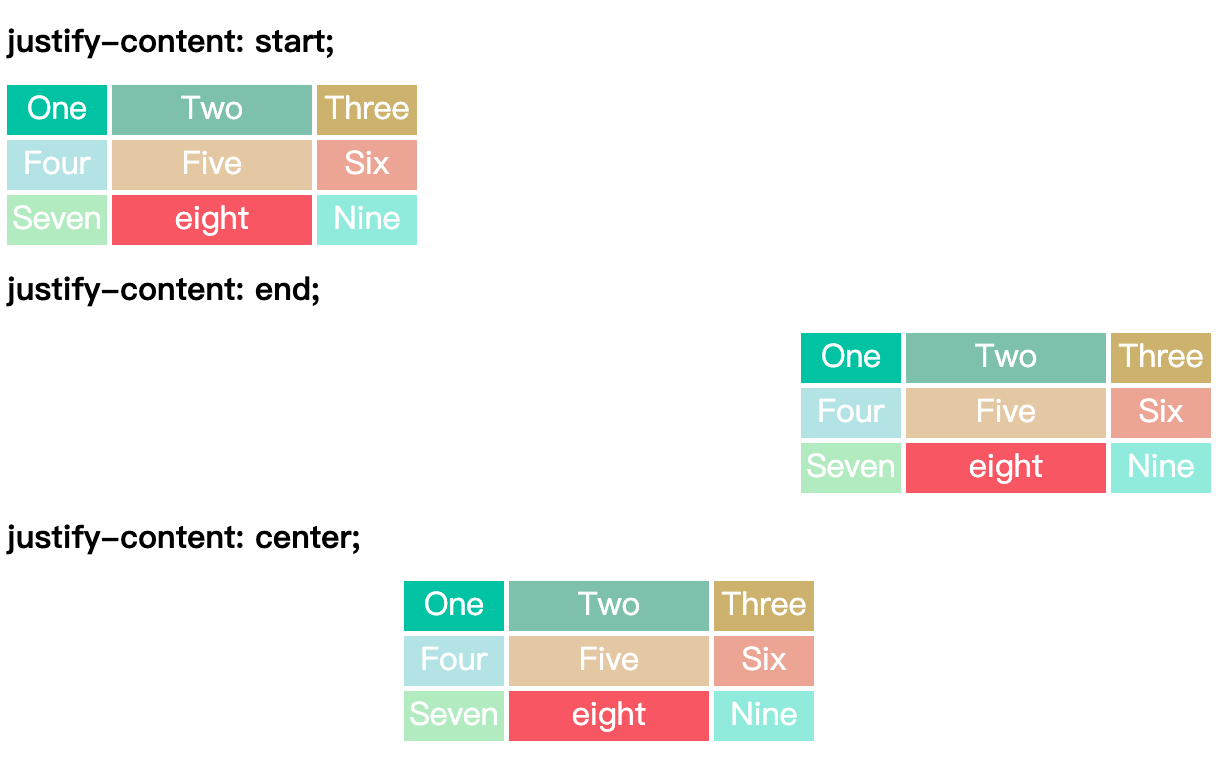 justify-content: start;
One Two Three
Four Five Six
Seven eight Nine
justify-content: end;
One Two Three
Four Five Six
Seven eight Nine
justify-content: center;
One Two Three
Four Five Six
Seven eight Nine